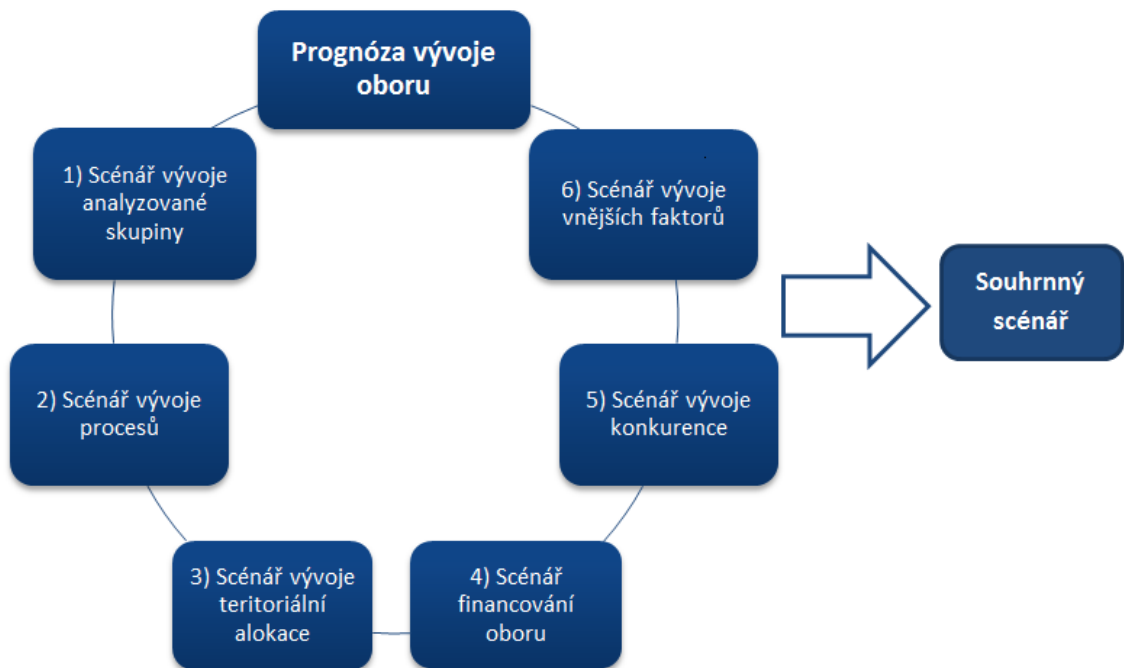 Prognóza vývoje
oboru
1) Scénář vývoje
analyzované
skupiny
2) Scénář vývoje
procesů
3) Scénář vývoje
teritoriální
alokace
4) Scénář
financování
oboru
5) Scénář vývoje
konkurence
6) Scénář vývoje
vnějších faktorů
Souhrnný
scénář